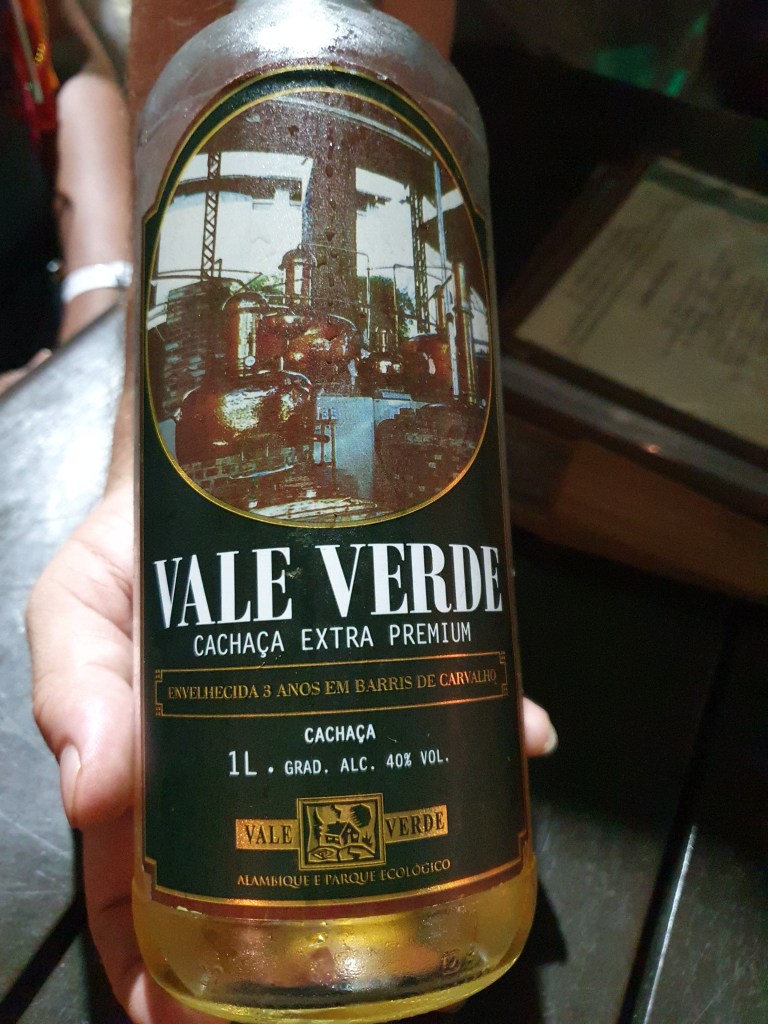 VALE VERDE
CACHAÇA EXTRA PREMIUM
ENVELHECIDA 3 ANOS EM BARRIS DE CARVALHO
CACHAÇA
1L. GRAD. ALC. 40% VOL.
VALE VERDE
ALAMBIQUE E PARQUE ECOLÓGICO